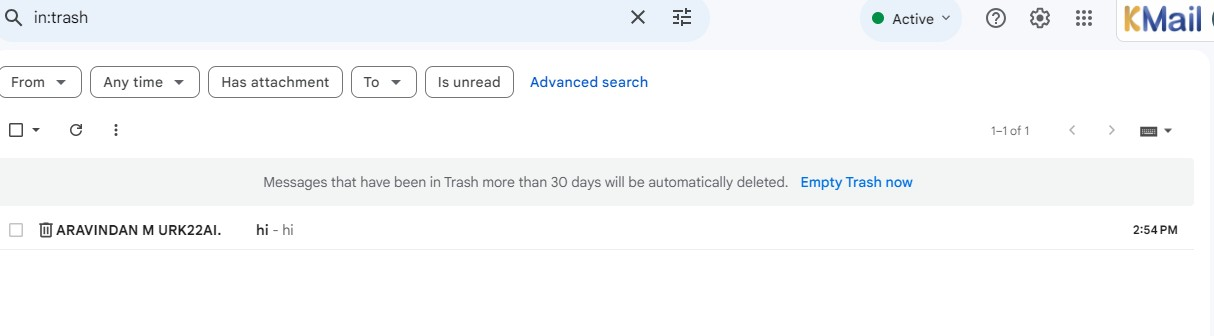 in:trash
Active
KMail
From
Any time
Has attachment
To
Is unread
Advanced search
1–1 of 1
Messages that have been in Trash more than 30 days will be automatically deleted. Empty Trash now
ARAVINDAN M URK22AI. hi - hi 2:54 PM